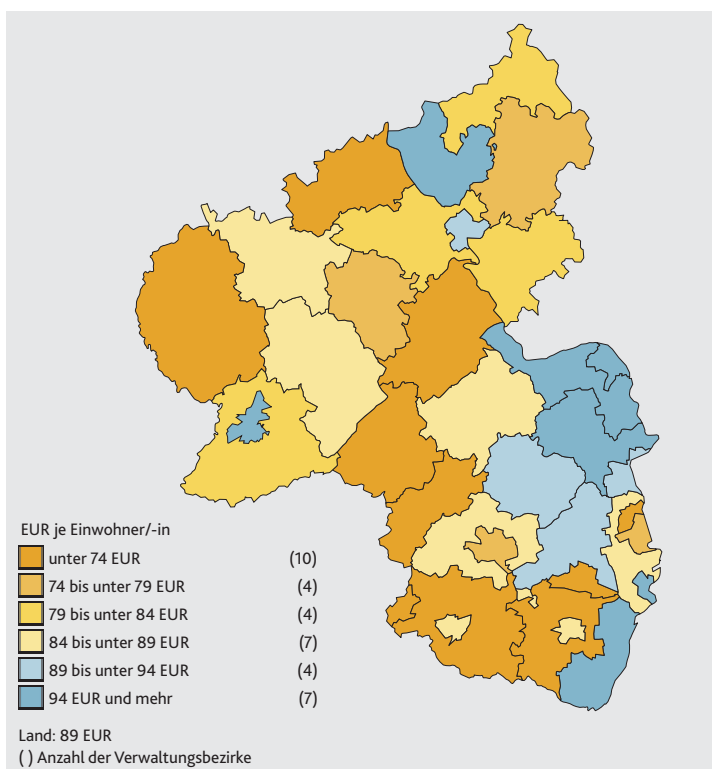 EUR je Einwohner/-in
unter 74 EUR (10)
74 bis unter 79 EUR (4)
79 bis unter 84 EUR (4)
84 bis unter 89 EUR (7)
89 bis unter 94 EUR (4)
94 EUR und mehr (7)
Land: 89 EUR
( ) Anzahl der Verwaltungsbezirke